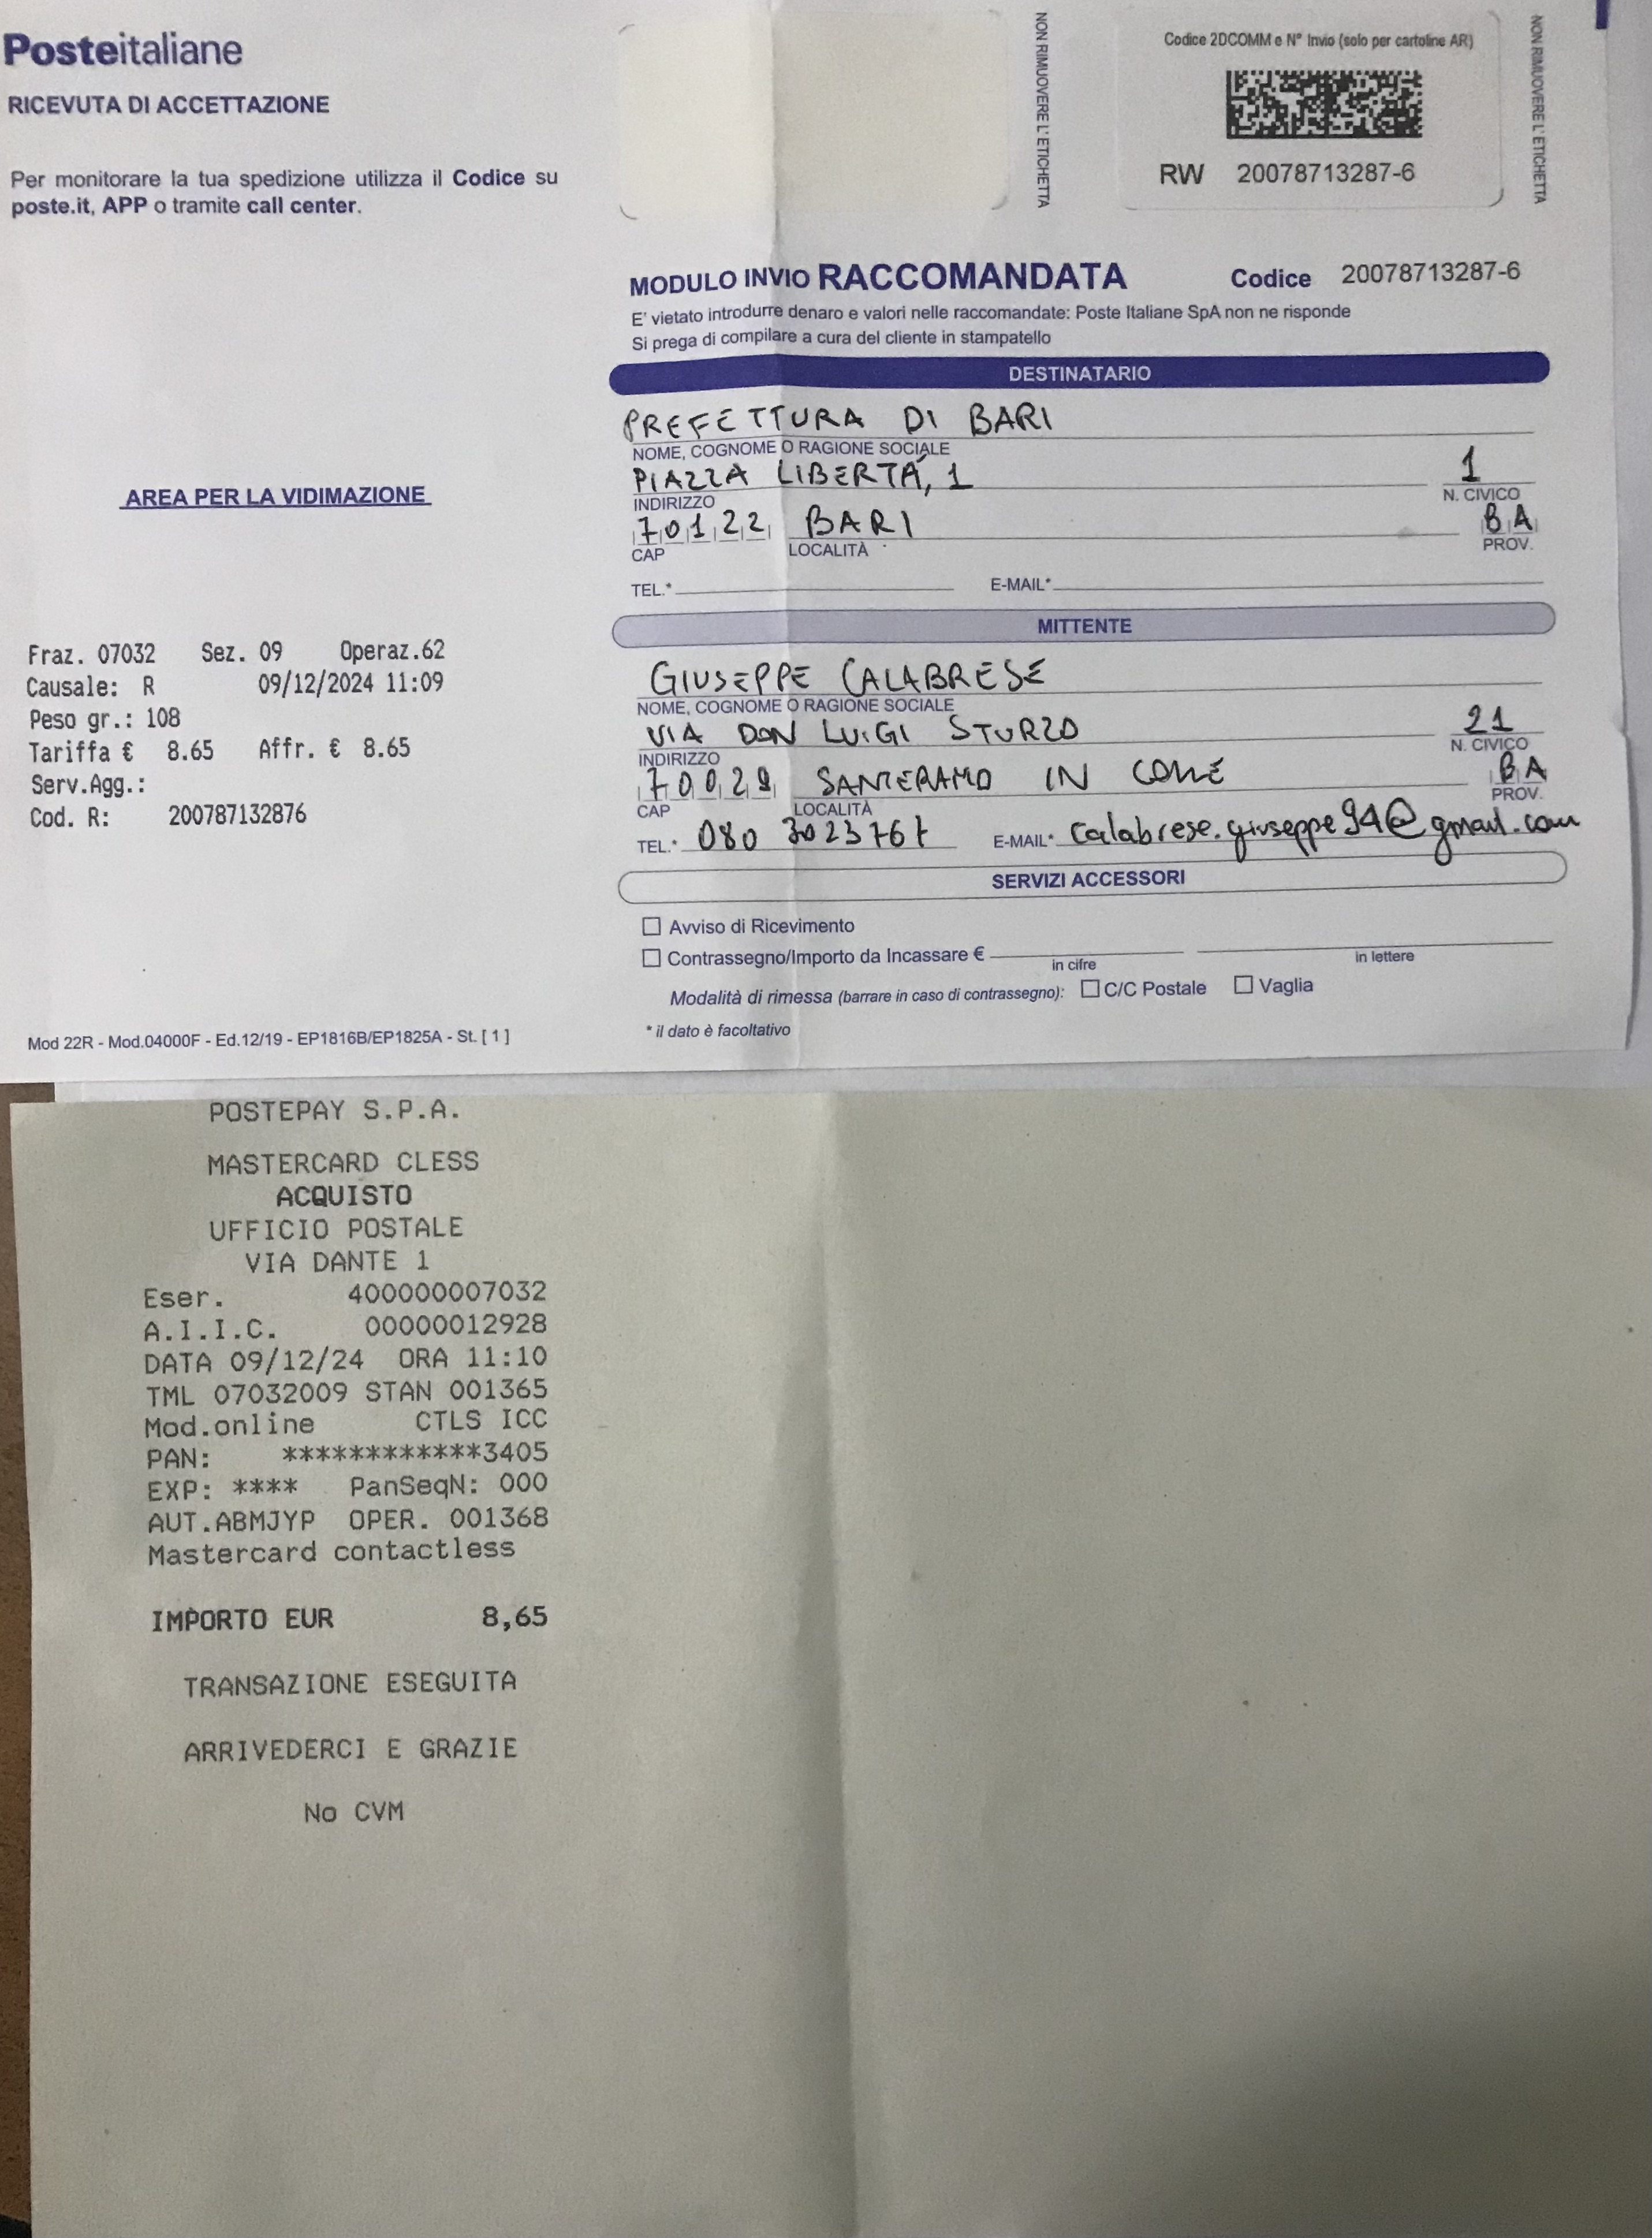 Posteitaliane
RICEVUTA DI ACCETTAZIONE
Per monitorare la tua spedizione utilizza il Codice su
poste.it, APP o tramite call center.
AREA PER LA VIDIMAZIONE
Fraz. 07032 Sez. 09 Operaz.62
Causale: R 09/12/2024 11:09
Peso gr.: 108
Tariffa € 8.65 Affr. € 8.65
Serv.Agg.:
Cod. R: 200787132876
Mod 22R - Mod.04000F - Ed.12/19 - EP1816B/EP1825A - St. [ 1 ]
NON RIMUOVERE L' ETICHETTA
Codice 2DCOMM e N° Invio (solo per cartoline AR)
RW 20078713287-6
NON RIMUOVERE L' ETICHETTA
MODULO INVIO RACCOMANDATA Codice 20078713287-6
E' vietato introdurre denaro e valori nelle raccomandate: Poste Italiane SpA non ne risponde
Si prega di compilare a cura del cliente in stampatello
DESTINATARIO
PREFETTURA DI BARI
NOME, COGNOME O RAGIONE SOCIALE
PIAZZA LIBERTÁ, 1 1
INDIRIZZO N. CIVICO
70122 BARI BA
CAP LOCALITÀ PROV.
TEL.* E-MAIL*
MITTENTE
GIUSEPPE CALABRESE
NOME, COGNOME O RAGIONE SOCIALE
VIA DON LUIGI STURZO 21
INDIRIZZO N. CIVICO
70029 SANTERAMO IN COLLE BA
CAP LOCALITÀ PROV.
TEL.* 080 3023767 E-MAIL* calabrese.giuseppe94@gmail.com
SERVIZI ACCESSORI
Avviso di Ricevimento
Contrassegno/Importo da Incassare €
in cifre in lettere
Modalità di rimessa (barrare in caso di contrassegno): C/C Postale Vaglia
* il dato è facoltativo
POSTEPAY S.P.A.
MASTERCARD CLESS
ACQUISTO
UFFICIO POSTALE
VIA DANTE 1
Eser. 400000007032
A.I.I.C. 00000012928
DATA 09/12/24 ORA 11:10
TML 07032009 STAN 001365
Mod.online CTLS ICC
PAN: ************3405
EXP: **** PanSeqN: 000
AUT.ABMJYP OPER. 001368
Mastercard contactless
IMPORTO EUR 8,65
TRANSAZIONE ESEGUITA
ARRIVEDERCI E GRAZIE
No CVM